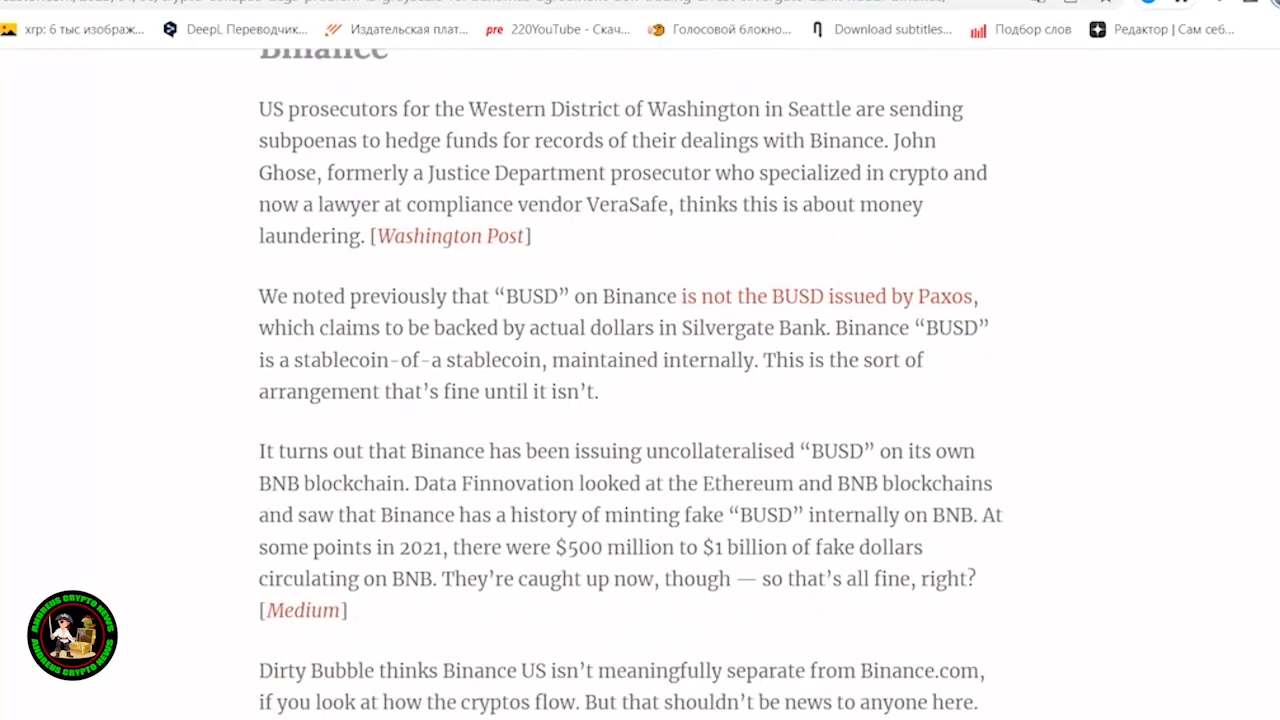 хгр: 6 тыс изображ...
DeepL Переводчик...
Издательская плат...
pre 220YouTube - Скач...
Голосовой блокно...
Download subtitles...
Подбор слов
Редактор | Сам себ...
Binance
US prosecutors for the Western District of Washington in Seattle are sending
subpoenas to hedge funds for records of their dealings with Binance. John
Ghose, formerly a Justice Department prosecutor who specialized in crypto and
now a lawyer at compliance vendor VeraSafe, thinks this is about money
laundering. [Washington Post]
We noted previously that “BUSD” on Binance is not the BUSD issued by Paxos,
which claims to be backed by actual dollars in Silvergate Bank. Binance “BUSD”
is a stablecoin-of-a stablecoin, maintained internally. This is the sort of
arrangement that’s fine until it isn’t.
It turns out that Binance has been issuing uncollateralised “BUSD” on its own
BNB blockchain. Data Finnovation looked at the Ethereum and BNB blockchains
and saw that Binance has a history of minting fake “BUSD” internally on BNB. At
some points in 2021, there were $500 million to $1 billion of fake dollars
circulating on BNB. They’re caught up now, though — so that’s all fine, right?
[Medium]
Dirty Bubble thinks Binance US isn’t meaningfully separate from Binance.com,
if you look at how the cryptos flow. But that shouldn’t be news to anyone here.
ANDREUS CRYPTO NEWS
ANDREUS CRYPTO NEWS